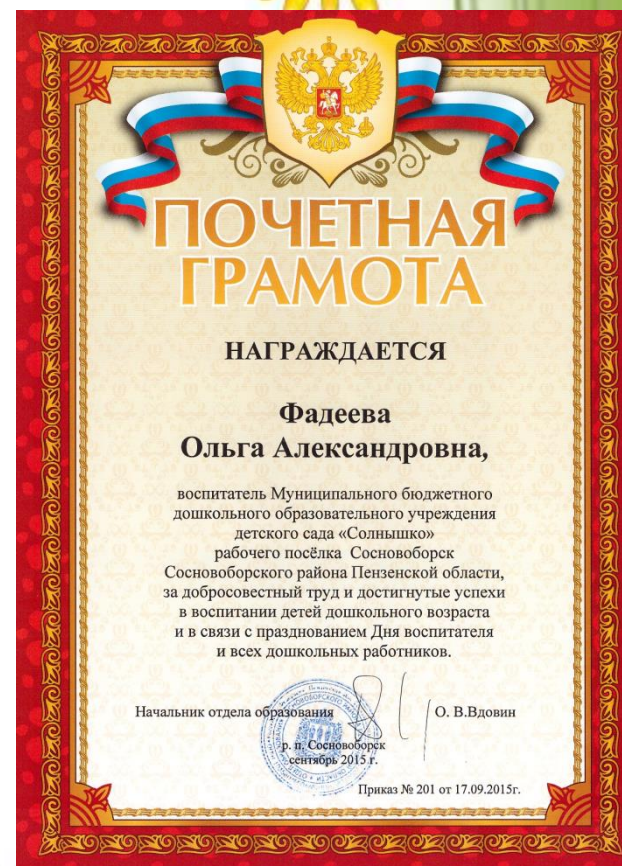 ПОЧЕТНАЯ
ГРАМОТА
НАГРАЖДАЕТСЯ
Фадеева
Ольга Александровна,
воспитатель Муниципального бюджетного
дошкольного образовательного учреждения
детского сада «Солнышко»
рабочего посёлка Сосновоборск
Сосновоборского района Пензенской области,
за добросовестный труд и достигнутые успехи
в воспитании детей дошкольного возраста
и в связи с празднованием Дня воспитателя
и всех дошкольных работников.
Начальник отдела образования О. В.Вдовин
р. п. Сосновоборск
сентябрь 2015 г.
Приказ № 201 от 17.09.2015г.